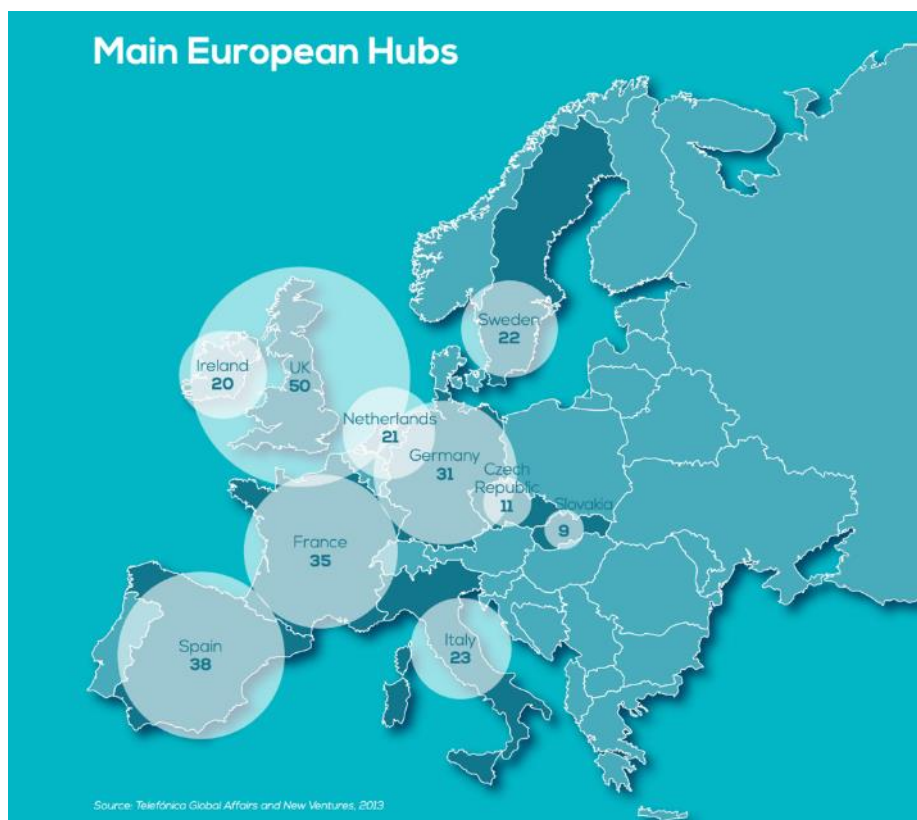 Main European Hubs
Sweden
22
Ireland
20
UK
50
Netherlands
21
Germany
31
Czech
Republic
11
Slovakia
9
France
35
Spain
38
Italy
23
Source: Telefónica Global Affairs and New Ventures, 2013